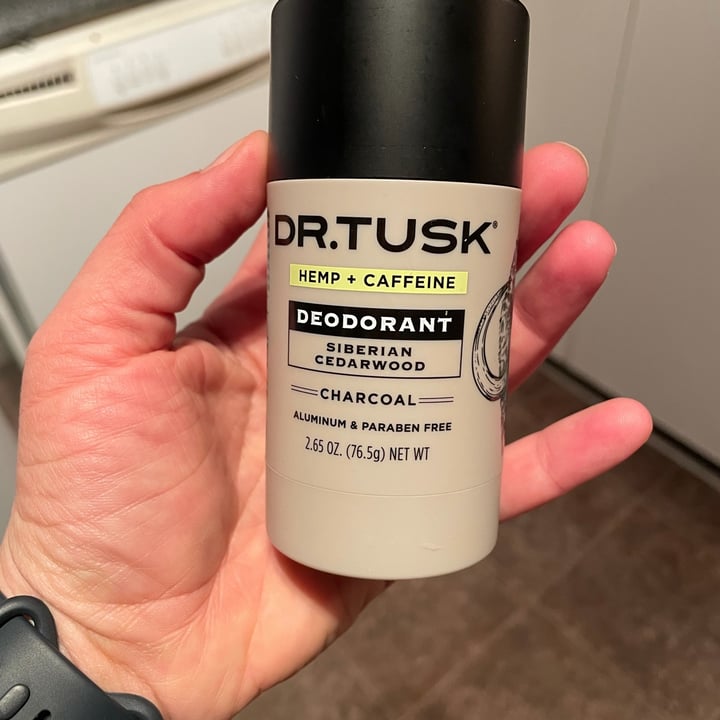 DR.TUSK®
HEMP + CAFFEINE
DEODORANT
SIBERIAN
CEDARWOOD
CHARCOAL
ALUMINUM & PARABEN FREE
2.65 OZ. (76.5g) NET WT